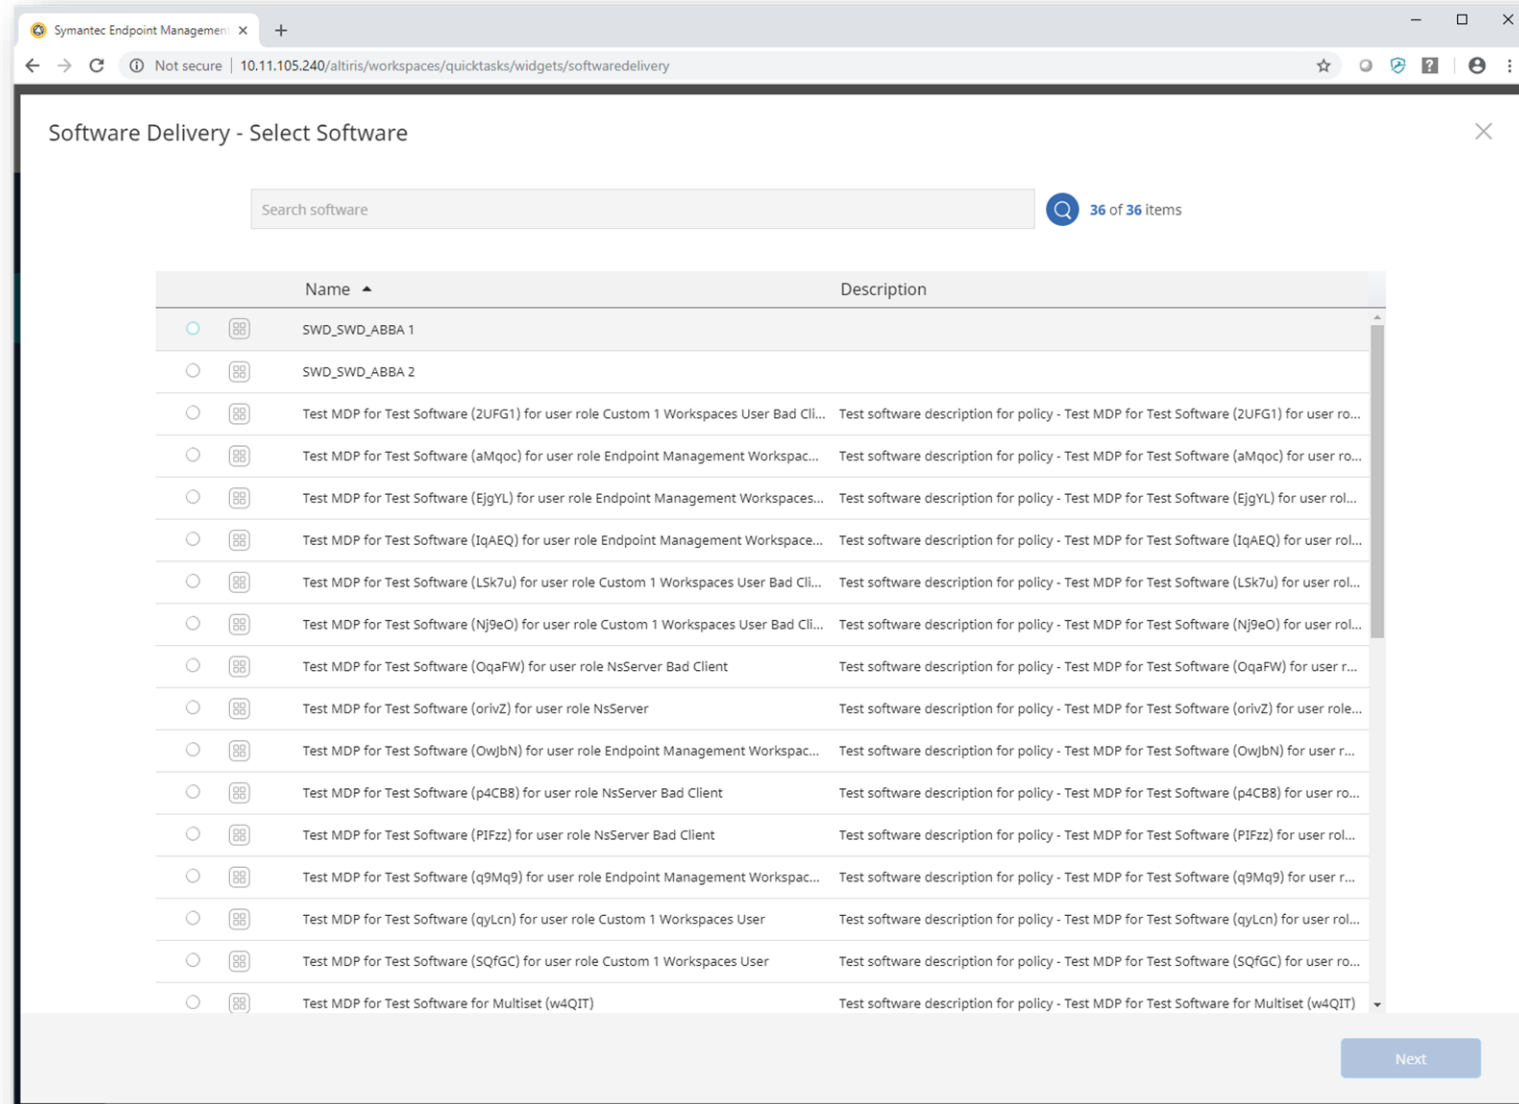 Symantec Endpoint Management
Not secure | 10.11.105.240/altiris/workspaces/quicktasks/widgets/softwaredelivery
Software Delivery - Select Software
Search software
36 of 36 items
Name Description
SWD_SWD_ABBA 1
SWD_SWD_ABBA 2
Test MDP for Test Software (2UFG1) for user role Custom 1 Workspaces User Bad Cli... Test software description for policy - Test MDP for Test Software (2UFG1) for user ro...
Test MDP for Test Software (aMqoc) for user role Endpoint Management Workspac... Test software description for policy - Test MDP for Test Software (aMqoc) for user ro...
Test MDP for Test Software (EjgYL) for user role Endpoint Management Workspaces... Test software description for policy - Test MDP for Test Software (EjgYL) for user rol...
Test MDP for Test Software (IqAEQ) for user role Endpoint Management Workspace... Test software description for policy - Test MDP for Test Software (IqAEQ) for user rol...
Test MDP for Test Software (LSk7u) for user role Custom 1 Workspaces User Bad Cli... Test software description for policy - Test MDP for Test Software (LSk7u) for user rol...
Test MDP for Test Software (Nj9eO) for user role Custom 1 Workspaces User Bad Cli... Test software description for policy - Test MDP for Test Software (Nj9eO) for user rol...
Test MDP for Test Software (OqaFW) for user role NsServer Bad Client Test software description for policy - Test MDP for Test Software (OqaFW) for user r...
Test MDP for Test Software (orivZ) for user role NsServer Test software description for policy - Test MDP for Test Software (orivZ) for user role...
Test MDP for Test Software (OwJbN) for user role Endpoint Management Workspac... Test software description for policy - Test MDP for Test Software (OwJbN) for user r...
Test MDP for Test Software (p4CB8) for user role NsServer Bad Client Test software description for policy - Test MDP for Test Software (p4CB8) for user ro...
Test MDP for Test Software (PIFzz) for user role NsServer Bad Client Test software description for policy - Test MDP for Test Software (PIFzz) for user rol...
Test MDP for Test Software (q9Mq9) for user role Endpoint Management Workspac... Test software description for policy - Test MDP for Test Software (q9Mq9) for user r...
Test MDP for Test Software (qyLcn) for user role Custom 1 Workspaces User Test software description for policy - Test MDP for Test Software (qyLcn) for user rol...
Test MDP for Test Software (SQfGC) for user role Custom 1 Workspaces User Test software description for policy - Test MDP for Test Software (SQfGC) for user ro...
Test MDP for Test Software for Multiset (w4QIT) Test software description for policy - Test MDP for Test Software for Multiset (w4QIT)
Next